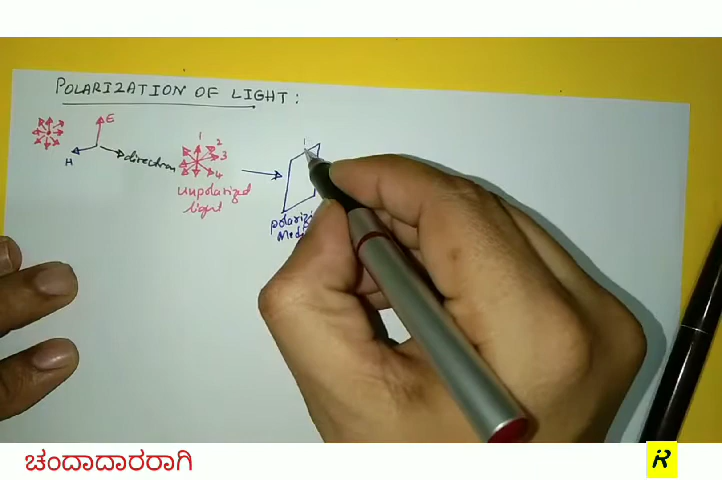 POLARIZATION OF LIGHT:
E
H
direction
1
2
3
4
unpolarized
light
ಚಂದಾದಾರರಾಗಿ